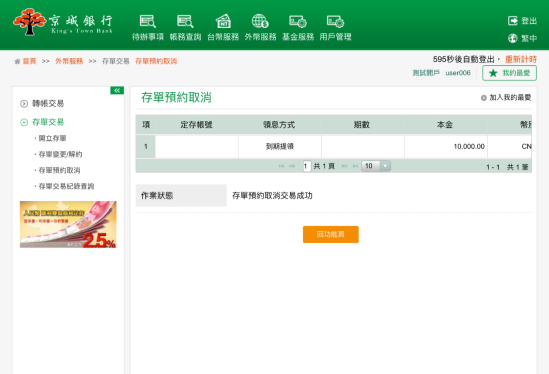 京城銀行
King's Town Bank
待辦事項 帳務查詢 台幣服務 外幣服務 基金服務 用戶管理
登出
繁中
首頁 >> 外幣服務 >> 存單交易 存單預約取消
595秒後自動登出， 重新計時
測試開戶 user006
我的最愛
轉帳交易
存單交易
· 開立存單
· 存單變更/解約
· 存單預約取消
· 存單交易紀錄查詢
2.5%
存單預約取消
加入我的最愛
項 定存帳號 領息方式 期數 本金 幣別
1 到期提領 10,000.00 CN
1 共1頁 10
1 - 1 共1筆
作業狀態 存單預約取消交易成功
回功能頁